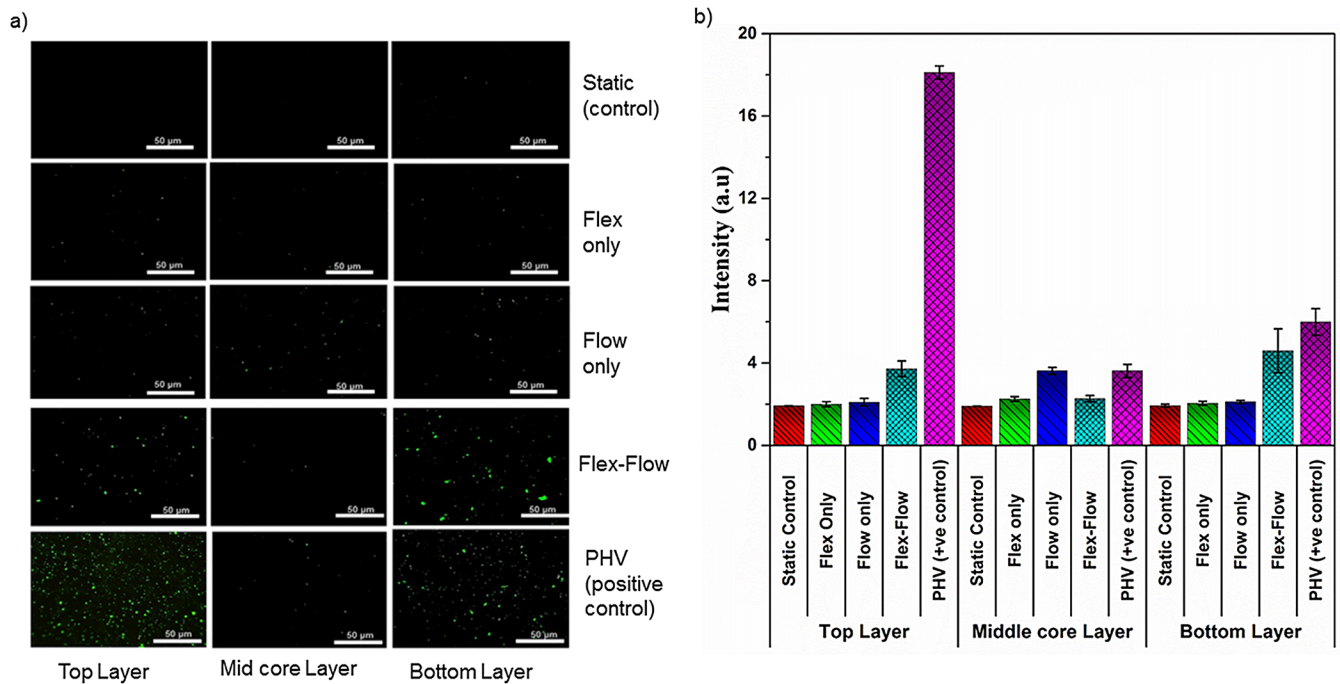 a)
50 µm
50 µm
50 µm
Static
(control)
50 µm
50 µm
50 µm
Flex
only
50 µm
50 µm
50 µm
Flow
only
50 µm
50 µm
50 µm
Flex-Flow
50 µm
50 µm
50 µm
PHV
(positive
control)
Top Layer
Mid core Layer
Bottom Layer
b)
Intensity (a.u)
20
16
12
8
4
0
Static Control
Flex Only
Flow only
Flex-Flow
PHV (+ve control)
Static Control
Flex only
Flow only
Flex-Flow
PHV (+ve control)
Static Control
Flex only
Flow only
Flex-Flow
PHV (+ve control)
Top Layer
Middle core Layer
Bottom Layer